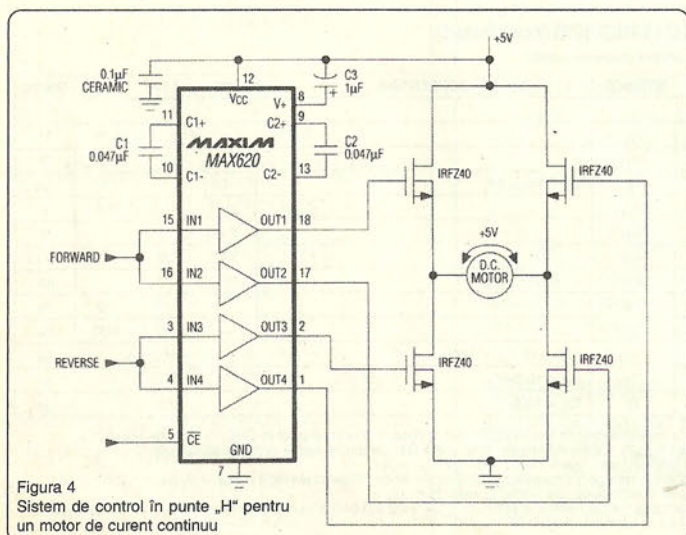 +5V
0.1µF
CERAMIC
12
VCC
C3
1µF
8
V+
+
11
C1+
9
C2+
MAXIM
MAX620
C1
0.047µF
C2
0.047µF
10
C1-
13
C2-
IRFZ40
IRFZ40
15
IN1
OUT1
18
+5V
FORWARD
D.C.
MOTOR
16
IN2
OUT2
17
3
IN3
OUT3
2
REVERSE
IRFZ40
IRFZ40
4
IN4
OUT4
1
5
CE
GND
7
Figura 4
Sistem de control în punte „H“ pentru
un motor de curent continuu